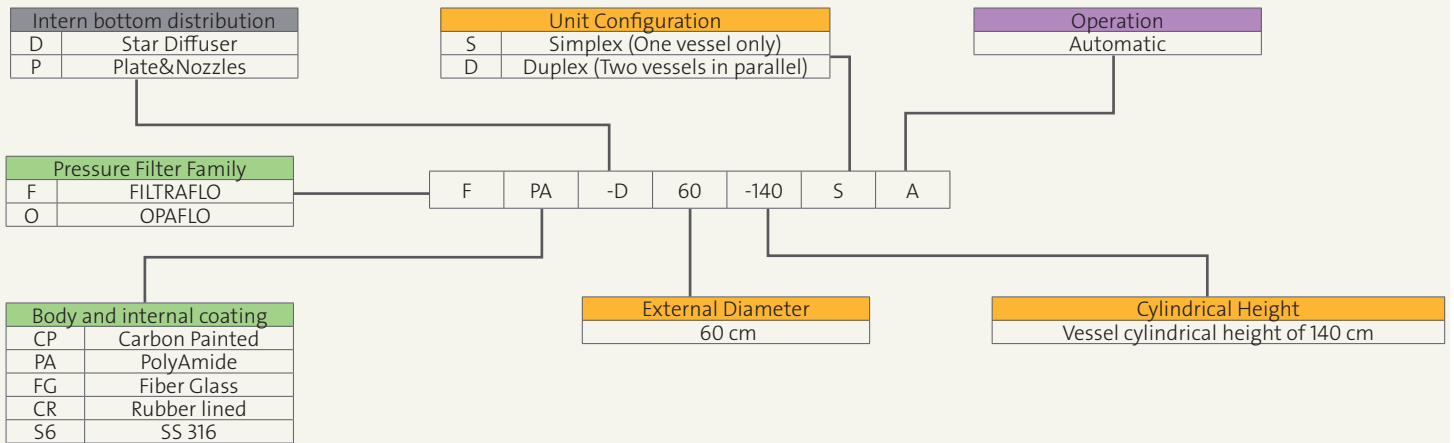 Intern bottom distribution
D Star Diffuser
P Plate&Nozzles
Unit Configuration
S Simplex (One vessel only)
D Duplex (Two vessels in parallel)
Operation
Automatic
Pressure Filter Family
F FILTRAFLO
O OPAFLO
F PA -D 60 -140 S A
Body and internal coating
CP Carbon Painted
PA PolyAmide
FG Fiber Glass
CR Rubber lined
S6 SS 316
External Diameter
60 cm
Cylindrical Height
Vessel cylindrical height of 140 cm